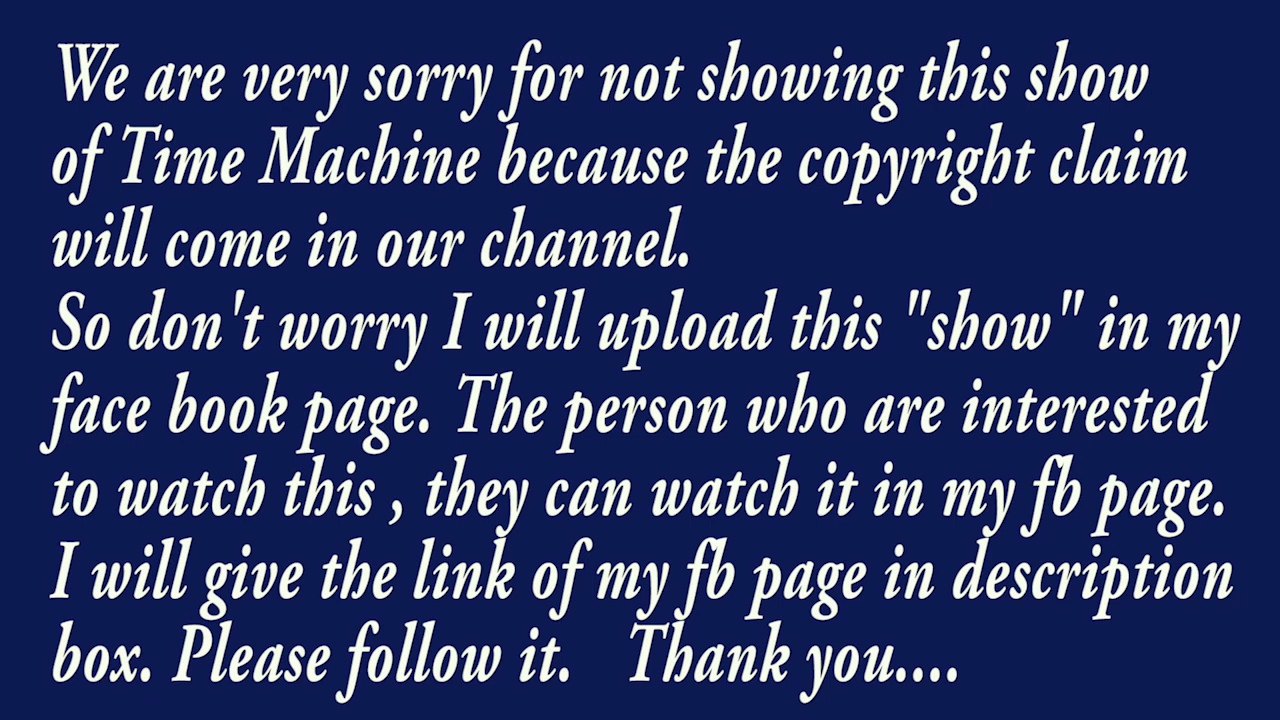 We are very sorry for not showing this show
of Time Machine because the copyright claim
will come in our channel.
So don't worry I will upload this "show" in my
face book page. The person who are interested
to watch this , they can watch it in my fb page.
I will give the link of my fb page in description
box. Please follow it. Thank you....